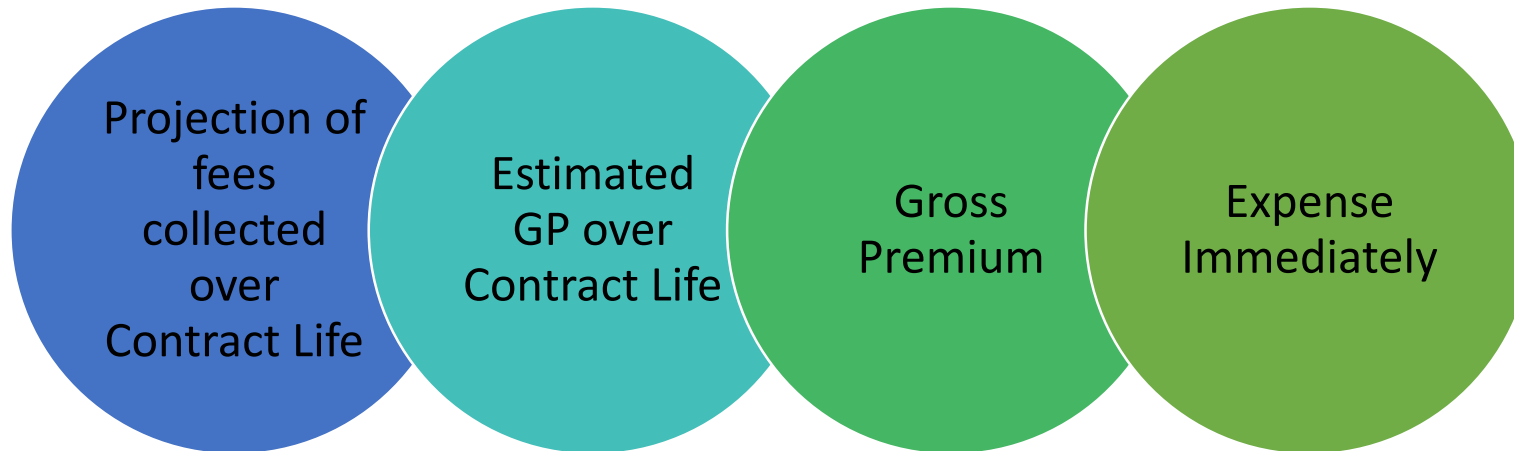 Projection of
fees
collected
over
Contract Life
Estimated
GP over
Contract Life
Gross
Premium
Expense
Immediately